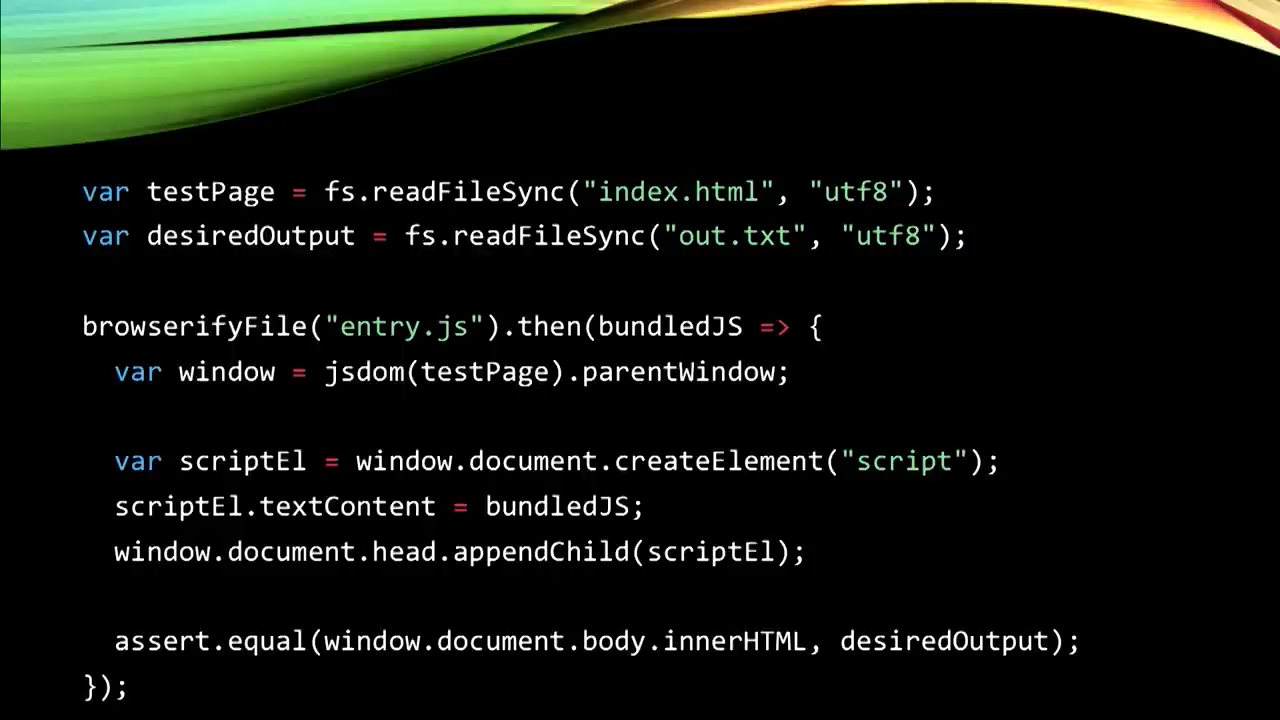 var testPage = fs.readFileSync("index.html", "utf8");
var desiredOutput = fs.readFileSync("out.txt", "utf8");
browserifyFile("entry.js").then(bundledJS => {
var window = jsdom(testPage).parentWindow;
var scriptEl = window.document.createElement("script");
scriptEl.textContent = bundledJS;
window.document.head.appendChild(scriptEl);
assert.equal(window.document.body.innerHTML, desiredOutput);
});